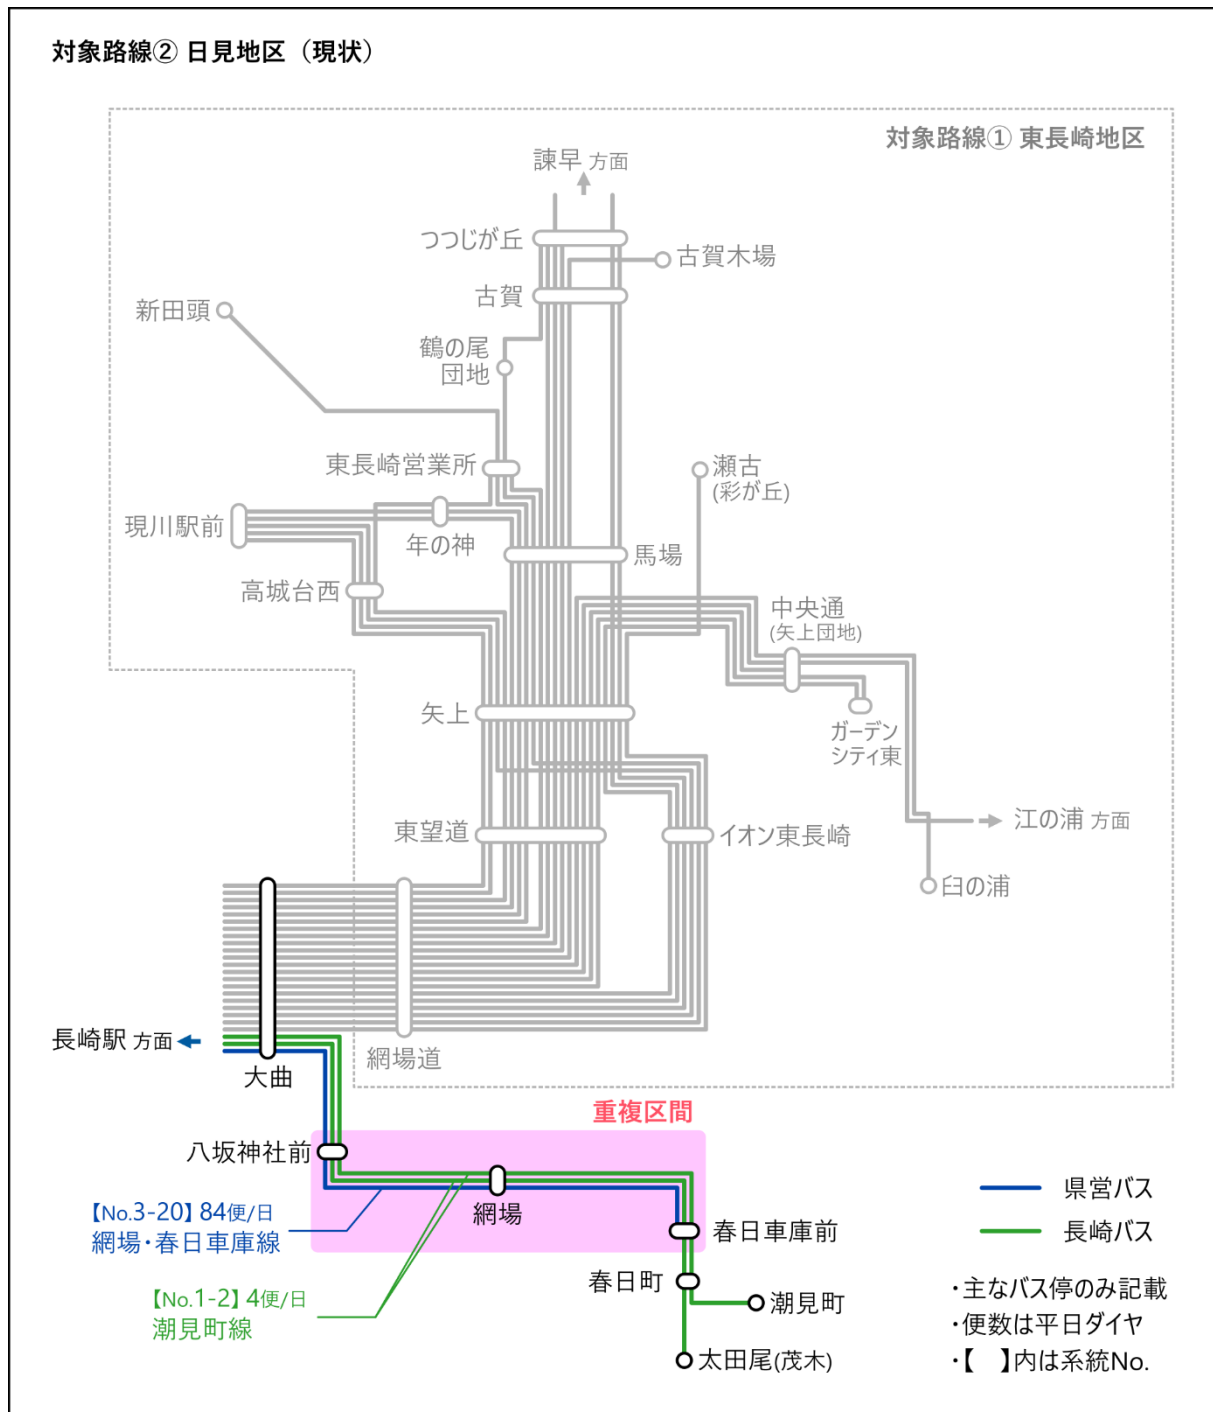 対象路線② 日見地区（現状）
対象路線① 東長崎地区
諫早 方面
つつじが丘
古賀木場
古賀
新田頭
鶴の尾
団地
東長崎営業所
瀬古
(彩が丘)
現川駅前
年の神
馬場
高城台西
中央通
(矢上団地)
矢上
ガーデン
シティ東
東望道
イオン東長崎
江の浦 方面
臼の浦
長崎駅 方面
網場道
大曲
重複区間
八坂神社前
県営バス
【No.3-20】84便/日
網場・春日車庫線
網場
春日車庫前
長崎バス
春日町
【No.1-2】4便/日
潮見町線
潮見町
・主なバス停のみ記載
・便数は平日ダイヤ
太田尾(茂木)
・【　】内は系統No.